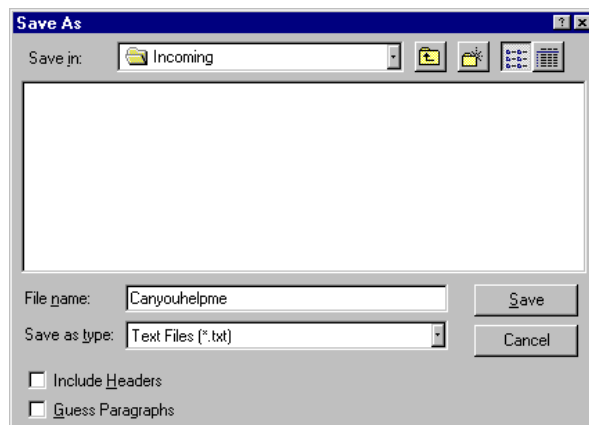 Save As
Save in: Incoming
File name: Canyouhelpme Save
Save as type: Text Files (*.txt) Cancel
Include Headers
Guess Paragraphs